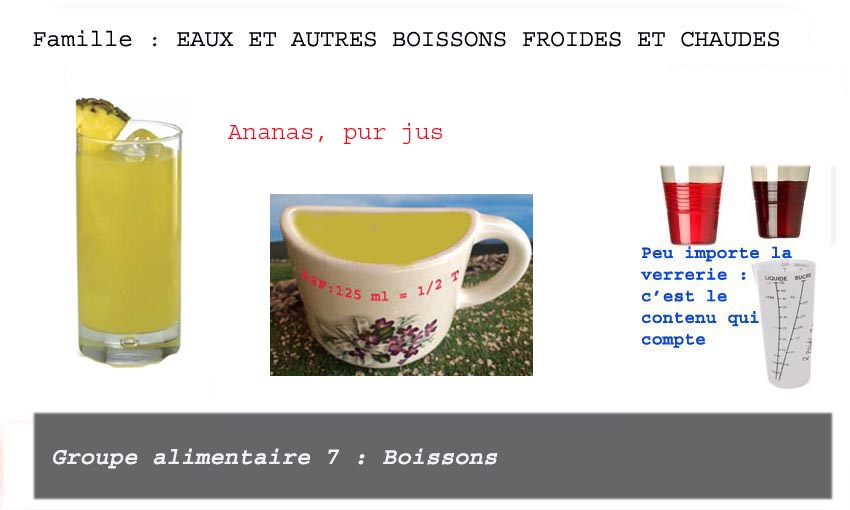 Famille : EAUX ET AUTRES BOISSONS FROIDES ET CHAUDES
Ananas, pur jus
PGF:125 ml = 1/2 T
Peu importe la
verrerie :
c’est le
contenu qui
compte
LIQUIDE SUCRE
Groupe alimentaire 7 : Boissons